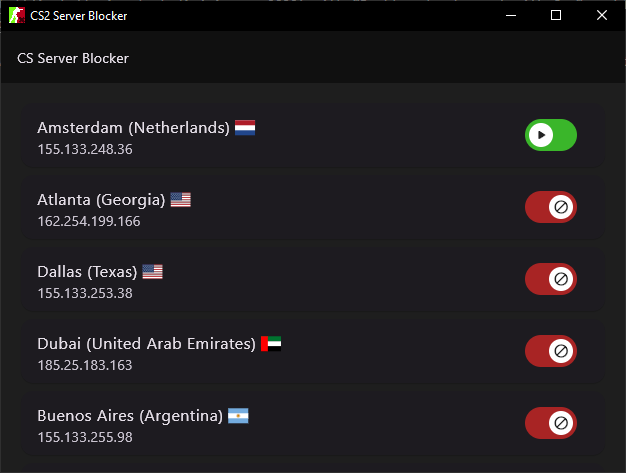 CS2 Server Blocker
CS Server Blocker
Amsterdam (Netherlands)
155.133.248.36
Atlanta (Georgia)
162.254.199.166
Dallas (Texas)
155.133.253.38
Dubai (United Arab Emirates)
185.25.183.163
Buenos Aires (Argentina)
155.133.255.98